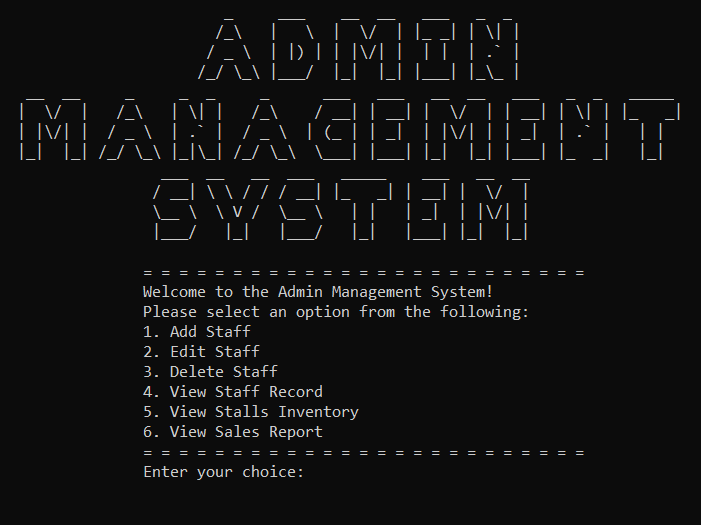 ADMIN
MANAGEMENT
SYSTEM
= = = = = = = = = = = = = = = = = = = = = = = = =
Welcome to the Admin Management System!
Please select an option from the following:
1. Add Staff
2. Edit Staff
3. Delete Staff
4. View Staff Record
5. View Stalls Inventory
6. View Sales Report
= = = = = = = = = = = = = = = = = = = = = = = = =
Enter your choice: